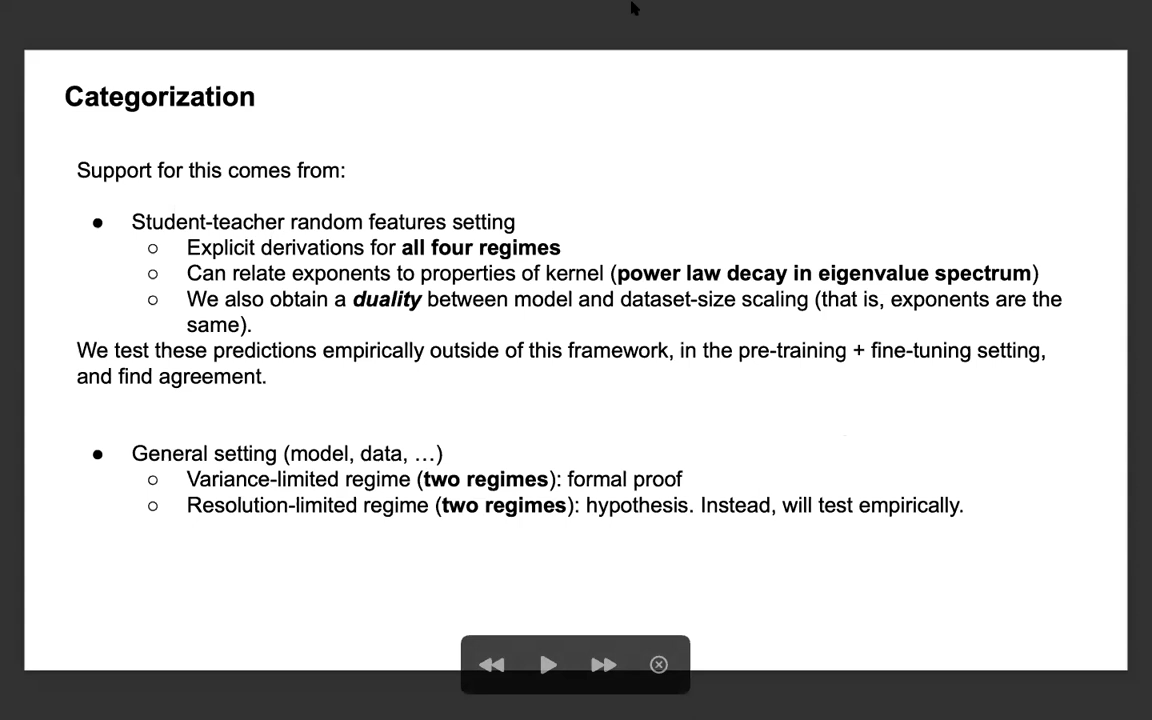 Categorization
Support for this comes from:
● Student-teacher random features setting
○ Explicit derivations for all four regimes
○ Can relate exponents to properties of kernel (power law decay in eigenvalue spectrum)
○ We also obtain a duality between model and dataset-size scaling (that is, exponents are the
same).
We test these predictions empirically outside of this framework, in the pre-training + fine-tuning setting,
and find agreement.
● General setting (model, data, …)
○ Variance-limited regime (two regimes): formal proof
○ Resolution-limited regime (two regimes): hypothesis. Instead, will test empirically.